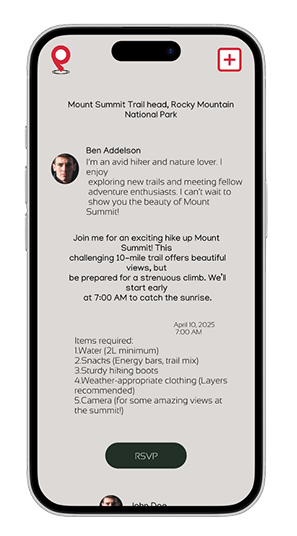 Mount Summit Trail head, Rocky Mountain
National Park
Ben Addelson
I'm an avid hiker and nature lover. I
enjoy
exploring new trails and meeting fellow
adventure enthusiasts. I can't wait to
show you the beauty of Mount
Summit!
Join me for an exciting hike up Mount
Summit! This
challenging 10-mile trail offers beautiful
views, but
be prepared for a strenuous climb. We'll
start early
at 7:00 AM to catch the sunrise.
April 10, 2025
7:00 AM
Items required:
1.Water (2L minimum)
2.Snacks (Energy bars, trail mix)
3.Sturdy hiking boots
4.Weather-appropriate clothing (Layers
recommended)
5.Camera (for some amazing views at
the summit!)
RSVP
John Doe